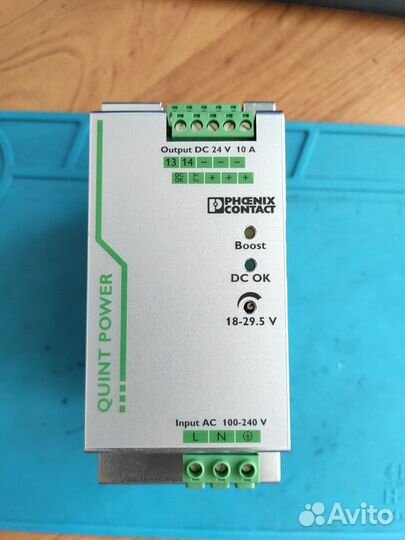 Output DC 24 V 10 A
13 14 – – –
DC OK + + +
PHŒNIX
CONTACT
Boost
DC OK
18-29.5 V
QUINT POWER
Input AC 100-240 V
L N
Avito